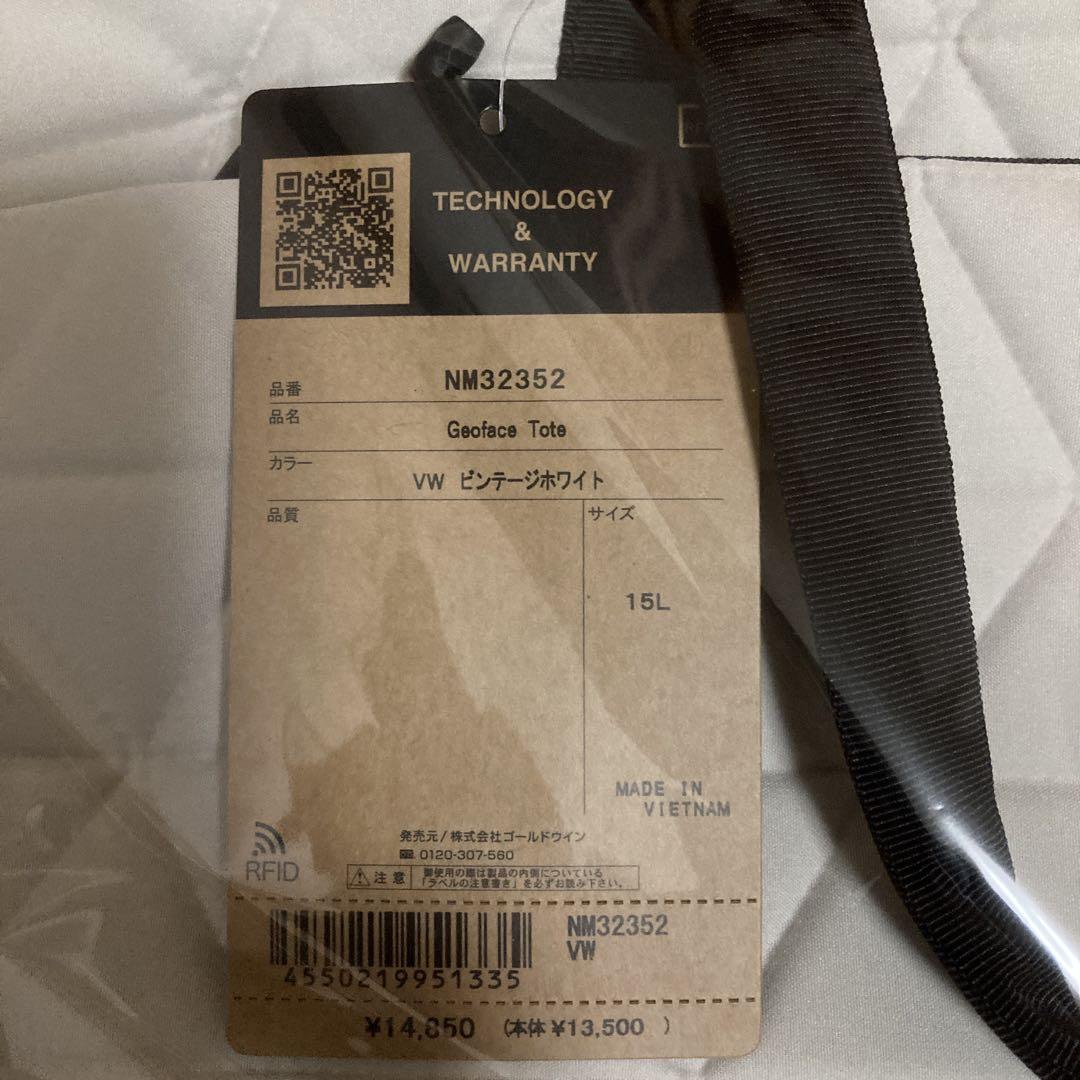 TECHNOLOGY
&
WARRANTY
品番 NM32352
品名 Geoface Tote
カラー VW ビンテージホワイト
品質
サイズ
15L
MADE IN
VIETNAM
発売元/株式会社ゴールドウイン
0120-307-560
RFID
注意
御使用の際は製品の内側についている
「ラベルの注意書き」を必ずお読み下さい。
NM32352
VW
4550219951335
¥14,850 (本体¥13,500 )